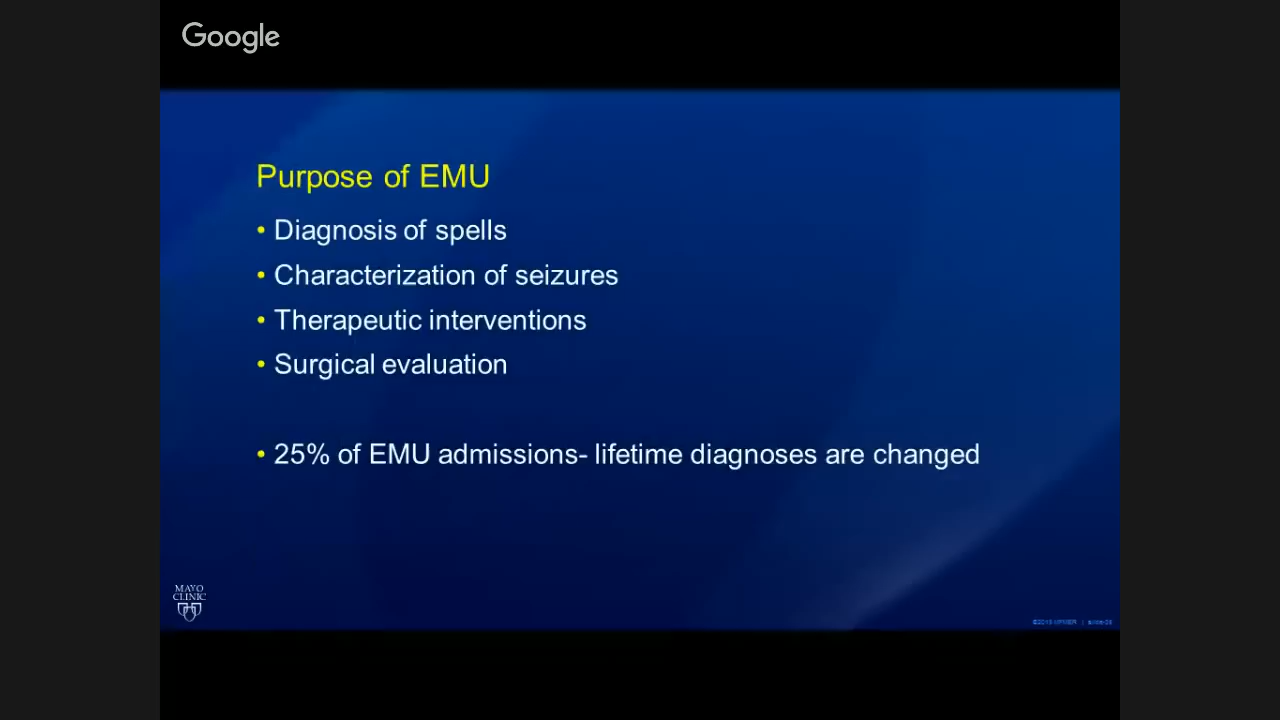 Google
Purpose of EMU
• Diagnosis of spells
• Characterization of seizures
• Therapeutic interventions
• Surgical evaluation
• 25% of EMU admissions- lifetime diagnoses are changed
MAYO
CLINIC